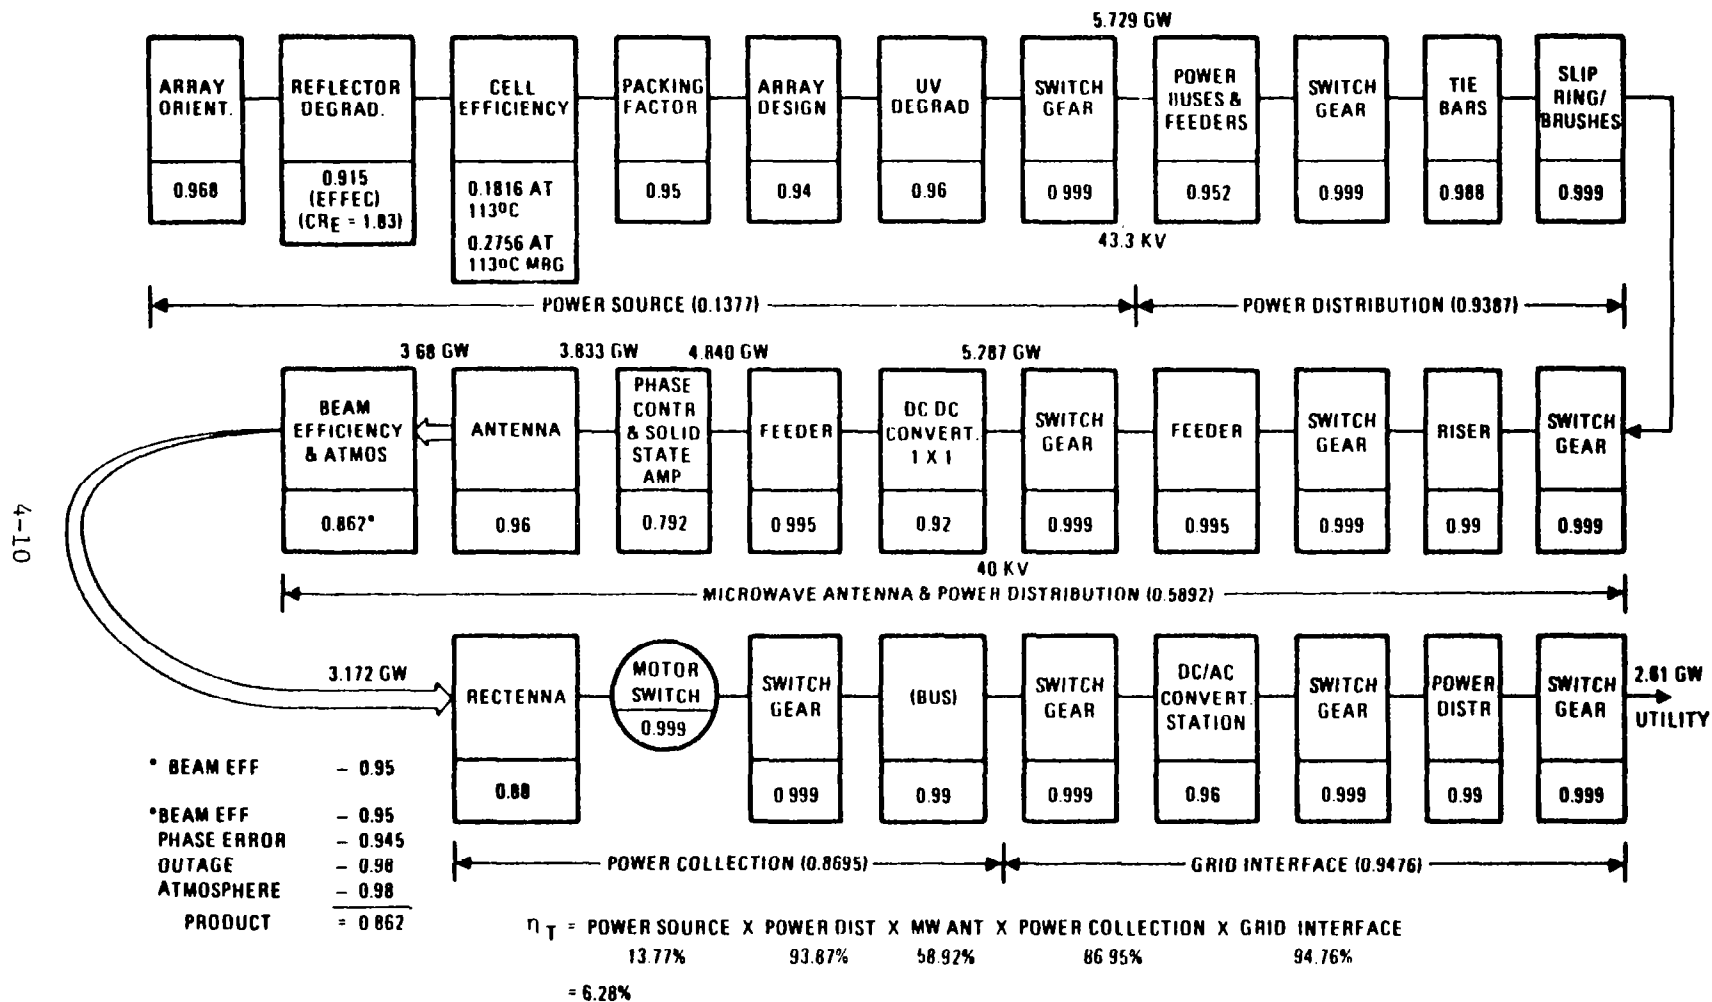 5.729 GW
ARRAY
ORIENT.
0.968
REFLECTOR
DEGRAD.
0.915
(EFFEC)
(CRE = 1.83)
CELL
EFFICIENCY
0.1816 AT
113ºC
0.2756 AT
113ºC MRG
PACKING
FACTOR
0.95
ARRAY
DESIGN
0.94
UV
DEGRAD
0.96
SWITCH
GEAR
0.999
POWER
BUSES &
FEEDERS
0.952
SWITCH
GEAR
0.999
TIE
BARS
0.988
SLIP
RING/
BRUSHES
0.999
43.3 KV
POWER SOURCE (0.1377)
POWER DISTRIBUTION (0.9387)
3.68 GW
3.833 GW
4.840 GW
5.287 GW
BEAM
EFFICIENCY
& ATMOS
0.862*
ANTENNA
0.96
PHASE
CONTR
& SOLID
STATE
AMP
0.792
FEEDER
0.995
DC DC
CONVERT.
1 X 1
0.92
SWITCH
GEAR
0.999
FEEDER
0.995
SWITCH
GEAR
0.999
RISER
0.99
SWITCH
GEAR
0.999
40 KV
MICROWAVE ANTENNA & POWER DISTRIBUTION (0.5892)
4-10
3.172 GW
RECTENNA
0.88
MOTOR
SWITCH
0.999
SWITCH
GEAR
0.999
(BUS)
0.99
SWITCH
GEAR
0.999
DC/AC
CONVERT.
STATION
0.96
SWITCH
GEAR
0.999
POWER
DISTR
0.99
SWITCH
GEAR
0.999
2.61 GW
UTILITY
POWER COLLECTION (0.8695)
GRID INTERFACE (0.9476)
* BEAM EFF - 0.95
*BEAM EFF - 0.95
PHASE ERROR - 0.945
OUTAGE - 0.98
ATMOSPHERE - 0.98
PRODUCT = 0.862
η T = POWER SOURCE X POWER DIST X MW ANT X POWER COLLECTION X GRID INTERFACE
13.77% 93.87% 58.92% 86.95% 94.76%
= 6.28%